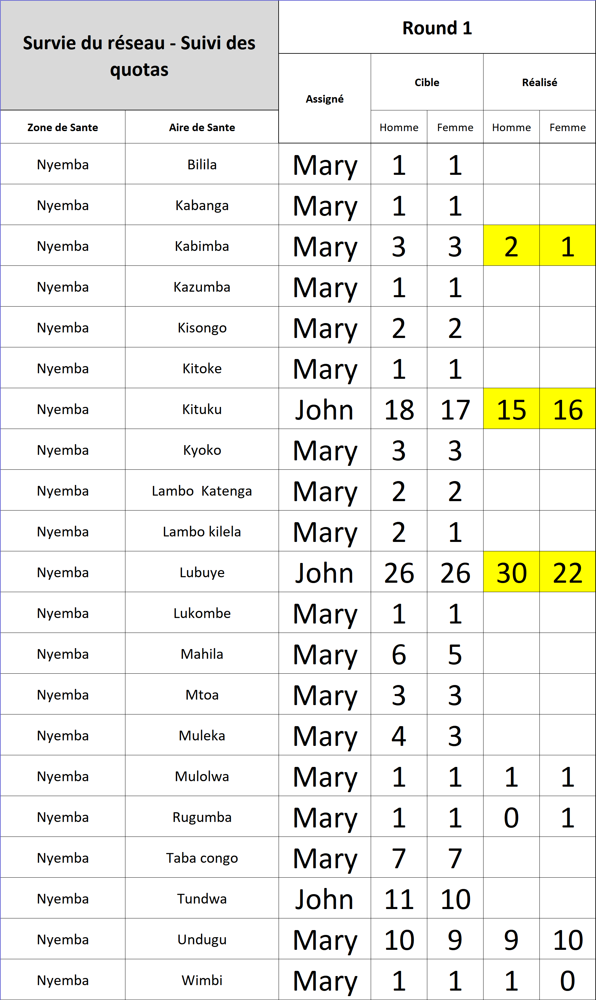 Survie du réseau - Suivi des
quotas
Round 1
Assigné
Cible
Réalisé
Zone de Sante
Aire de Sante
Homme Femme Homme Femme
Nyemba Bilila Mary 1 1
Nyemba Kabanga Mary 1 1
Nyemba Kabimba Mary 3 3 2 1
Nyemba Kazumba Mary 1 1
Nyemba Kisongo Mary 2 2
Nyemba Kitoke Mary 1 1
Nyemba Kituku John 18 17 15 16
Nyemba Kyoko Mary 3 3
Nyemba Lambo  Katenga Mary 2 2
Nyemba Lambo kilela Mary 2 1
Nyemba Lubuye John 26 26 30 22
Nyemba Lukombe Mary 1 1
Nyemba Mahila Mary 6 5
Nyemba Mtoa Mary 3 3
Nyemba Muleka Mary 4 3
Nyemba Mulolwa Mary 1 1 1 1
Nyemba Rugumba Mary 1 1 0 1
Nyemba Taba congo Mary 7 7
Nyemba Tundwa John 11 10
Nyemba Undugu Mary 10 9 9 10
Nyemba Wimbi Mary 1 1 1 0